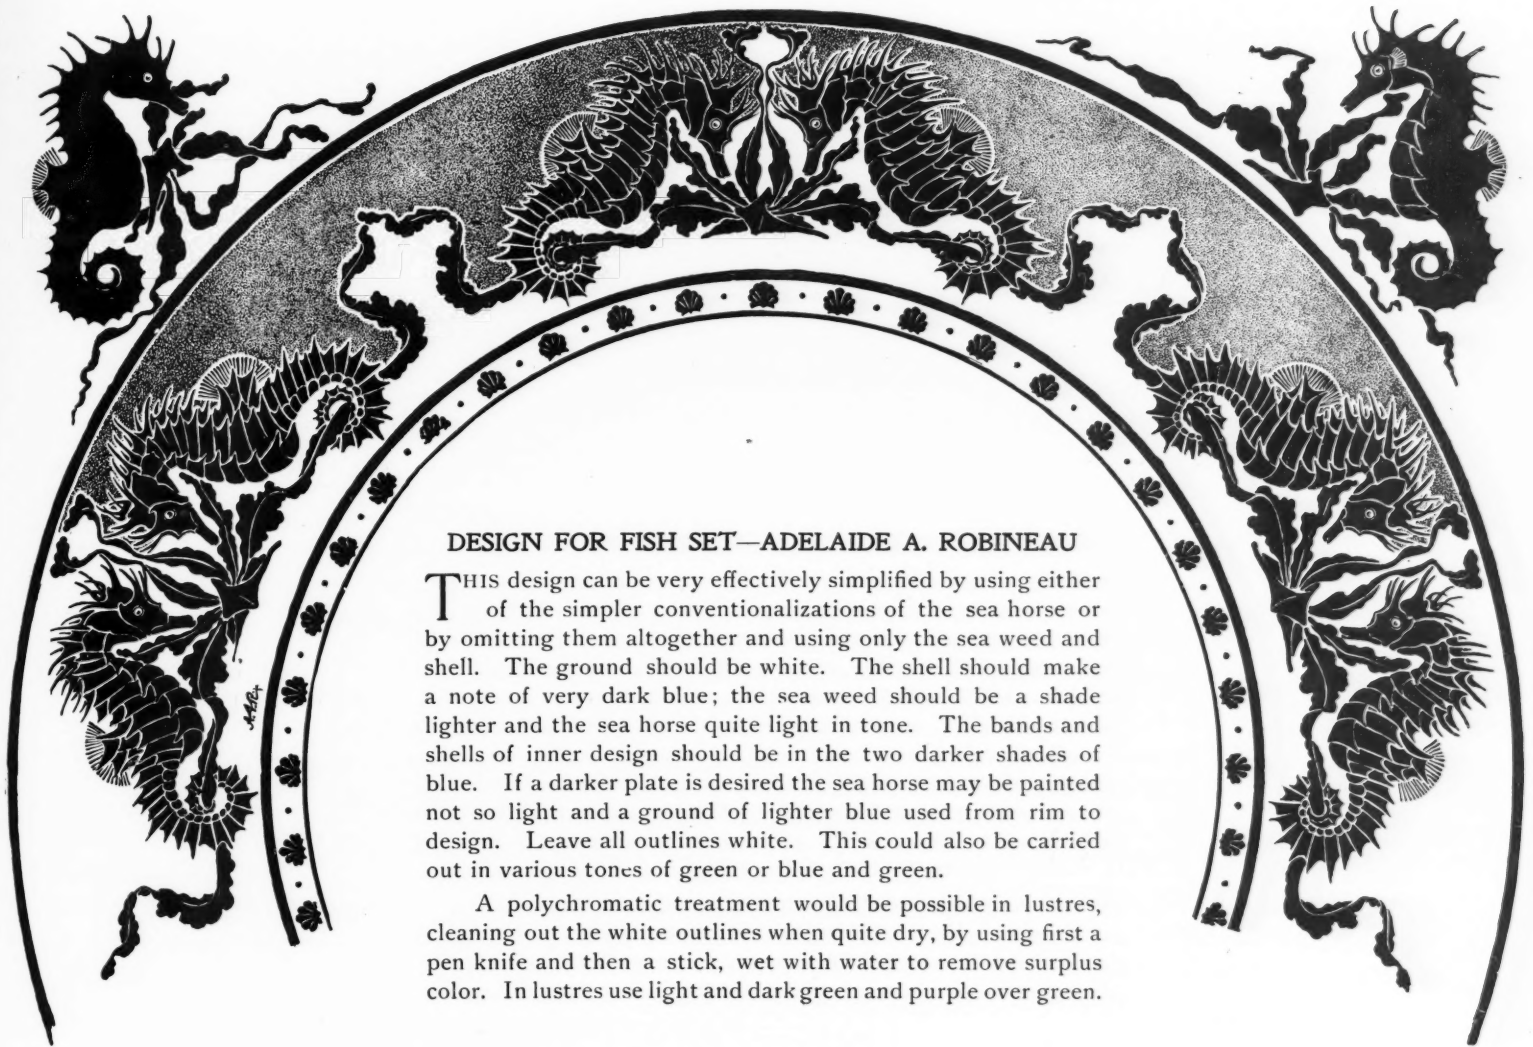 DESIGN FOR FISH SET—ADELAIDE A. ROBINEAU
THIS design can be very effectively simplified by using either
of the simpler conventionalizations of the sea horse or
by omitting them altogether and using only the sea weed and
shell. The ground should be white. The shell should make
a note of very dark blue; the sea weed should be a shade
lighter and the sea horse quite light in tone. The bands and
shells of inner design should be in the two darker shades of
blue. If a darker plate is desired the sea horse may be painted
not so light and a ground of lighter blue used from rim to
design. Leave all outlines white. This could also be carried
out in various tones of green or blue and green.
A polychromatic treatment would be possible in lustres,
cleaning out the white outlines when quite dry, by using first a
pen knife and then a stick, wet with water to remove surplus
color. In lustres use light and dark green and purple over green.